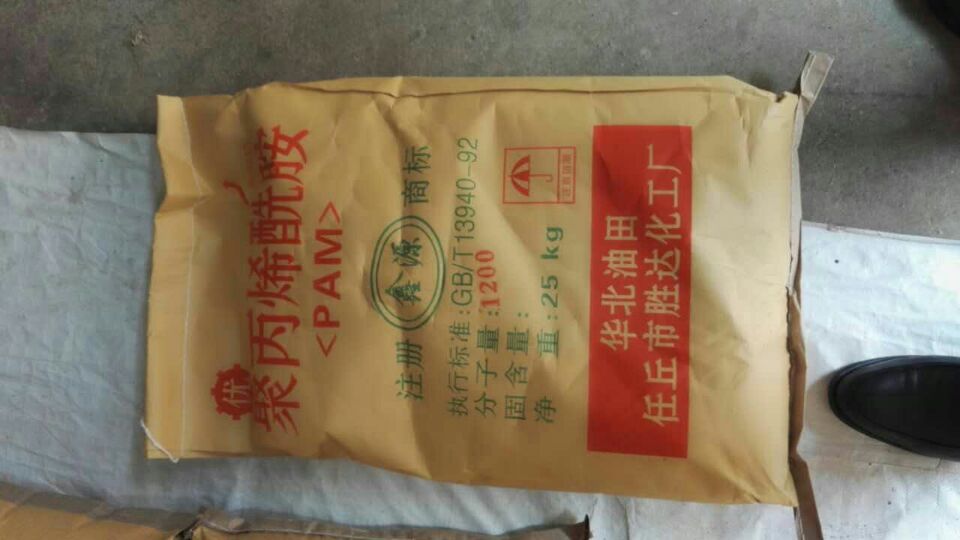 优
聚丙烯酰胺
<PAM>
注册 鑫源 商标
执行标准:GB/T13940-92
分子量:1200
固含量:
净 重:25kg
华北油田
任丘市胜达化工厂